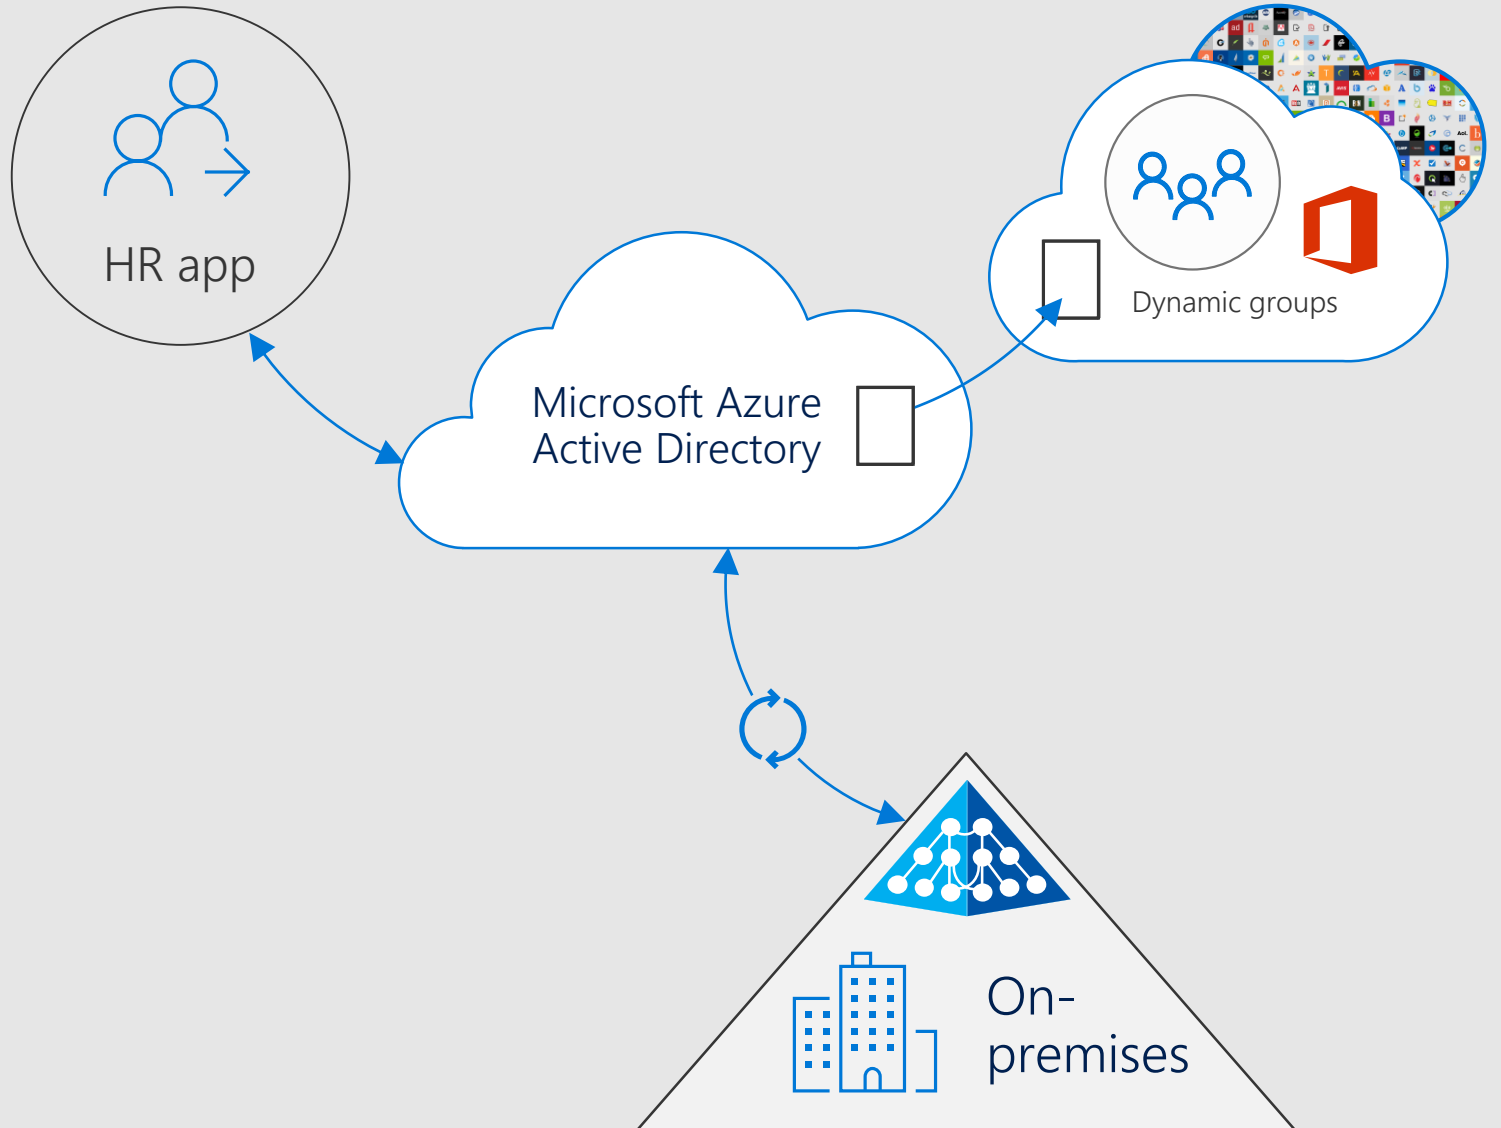 HR app
Dynamic groups
Microsoft Azure
Active Directory
On-
premises